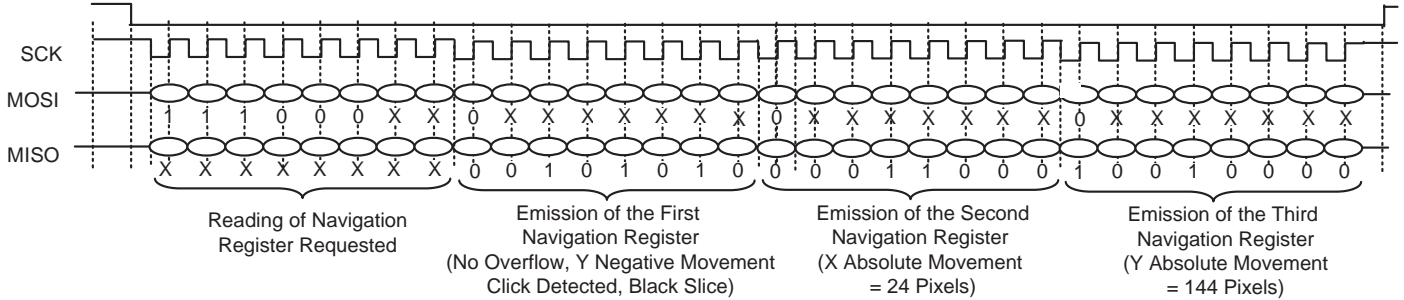 SCK
MOSI
1 1 1 0 0 0 X X 0 X X X X X X X 0 X X X X X X X 0 X X X X X X X
MISO
X X X X X X X X 0 0 1 0 1 0 1 0 0 0 0 1 1 0 0 0 1 0 0 1 0 0 0 0
Reading of Navigation
Register Requested
Emission of the First
Navigation Register
(No Overflow, Y Negative Movement
Click Detected, Black Slice)
Emission of the Second
Navigation Register
(X Absolute Movement
= 24 Pixels)
Emission of the Third
Navigation Register
(Y Absolute Movement
= 144 Pixels)